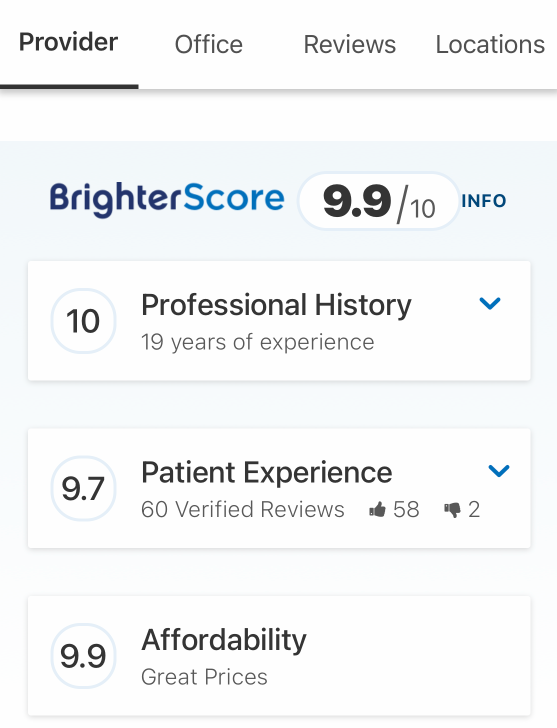 Provider Office Reviews Locations
BrighterScore 9.9/10 INFO
10 Professional History
19 years of experience
9.7 Patient Experience
60 Verified Reviews 58 2
9.9 Affordability
Great Prices